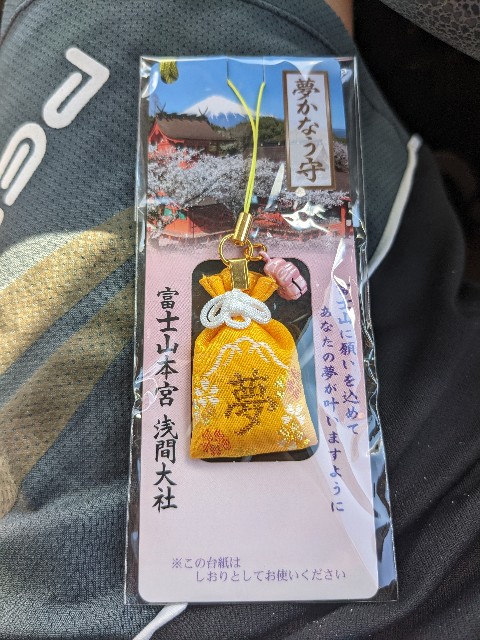 夢かなう守
富士山に願いを込めて
あなたの夢が叶いますように
夢
富士山本宮 浅間大社
※この台紙は
しおりとしてお使いください